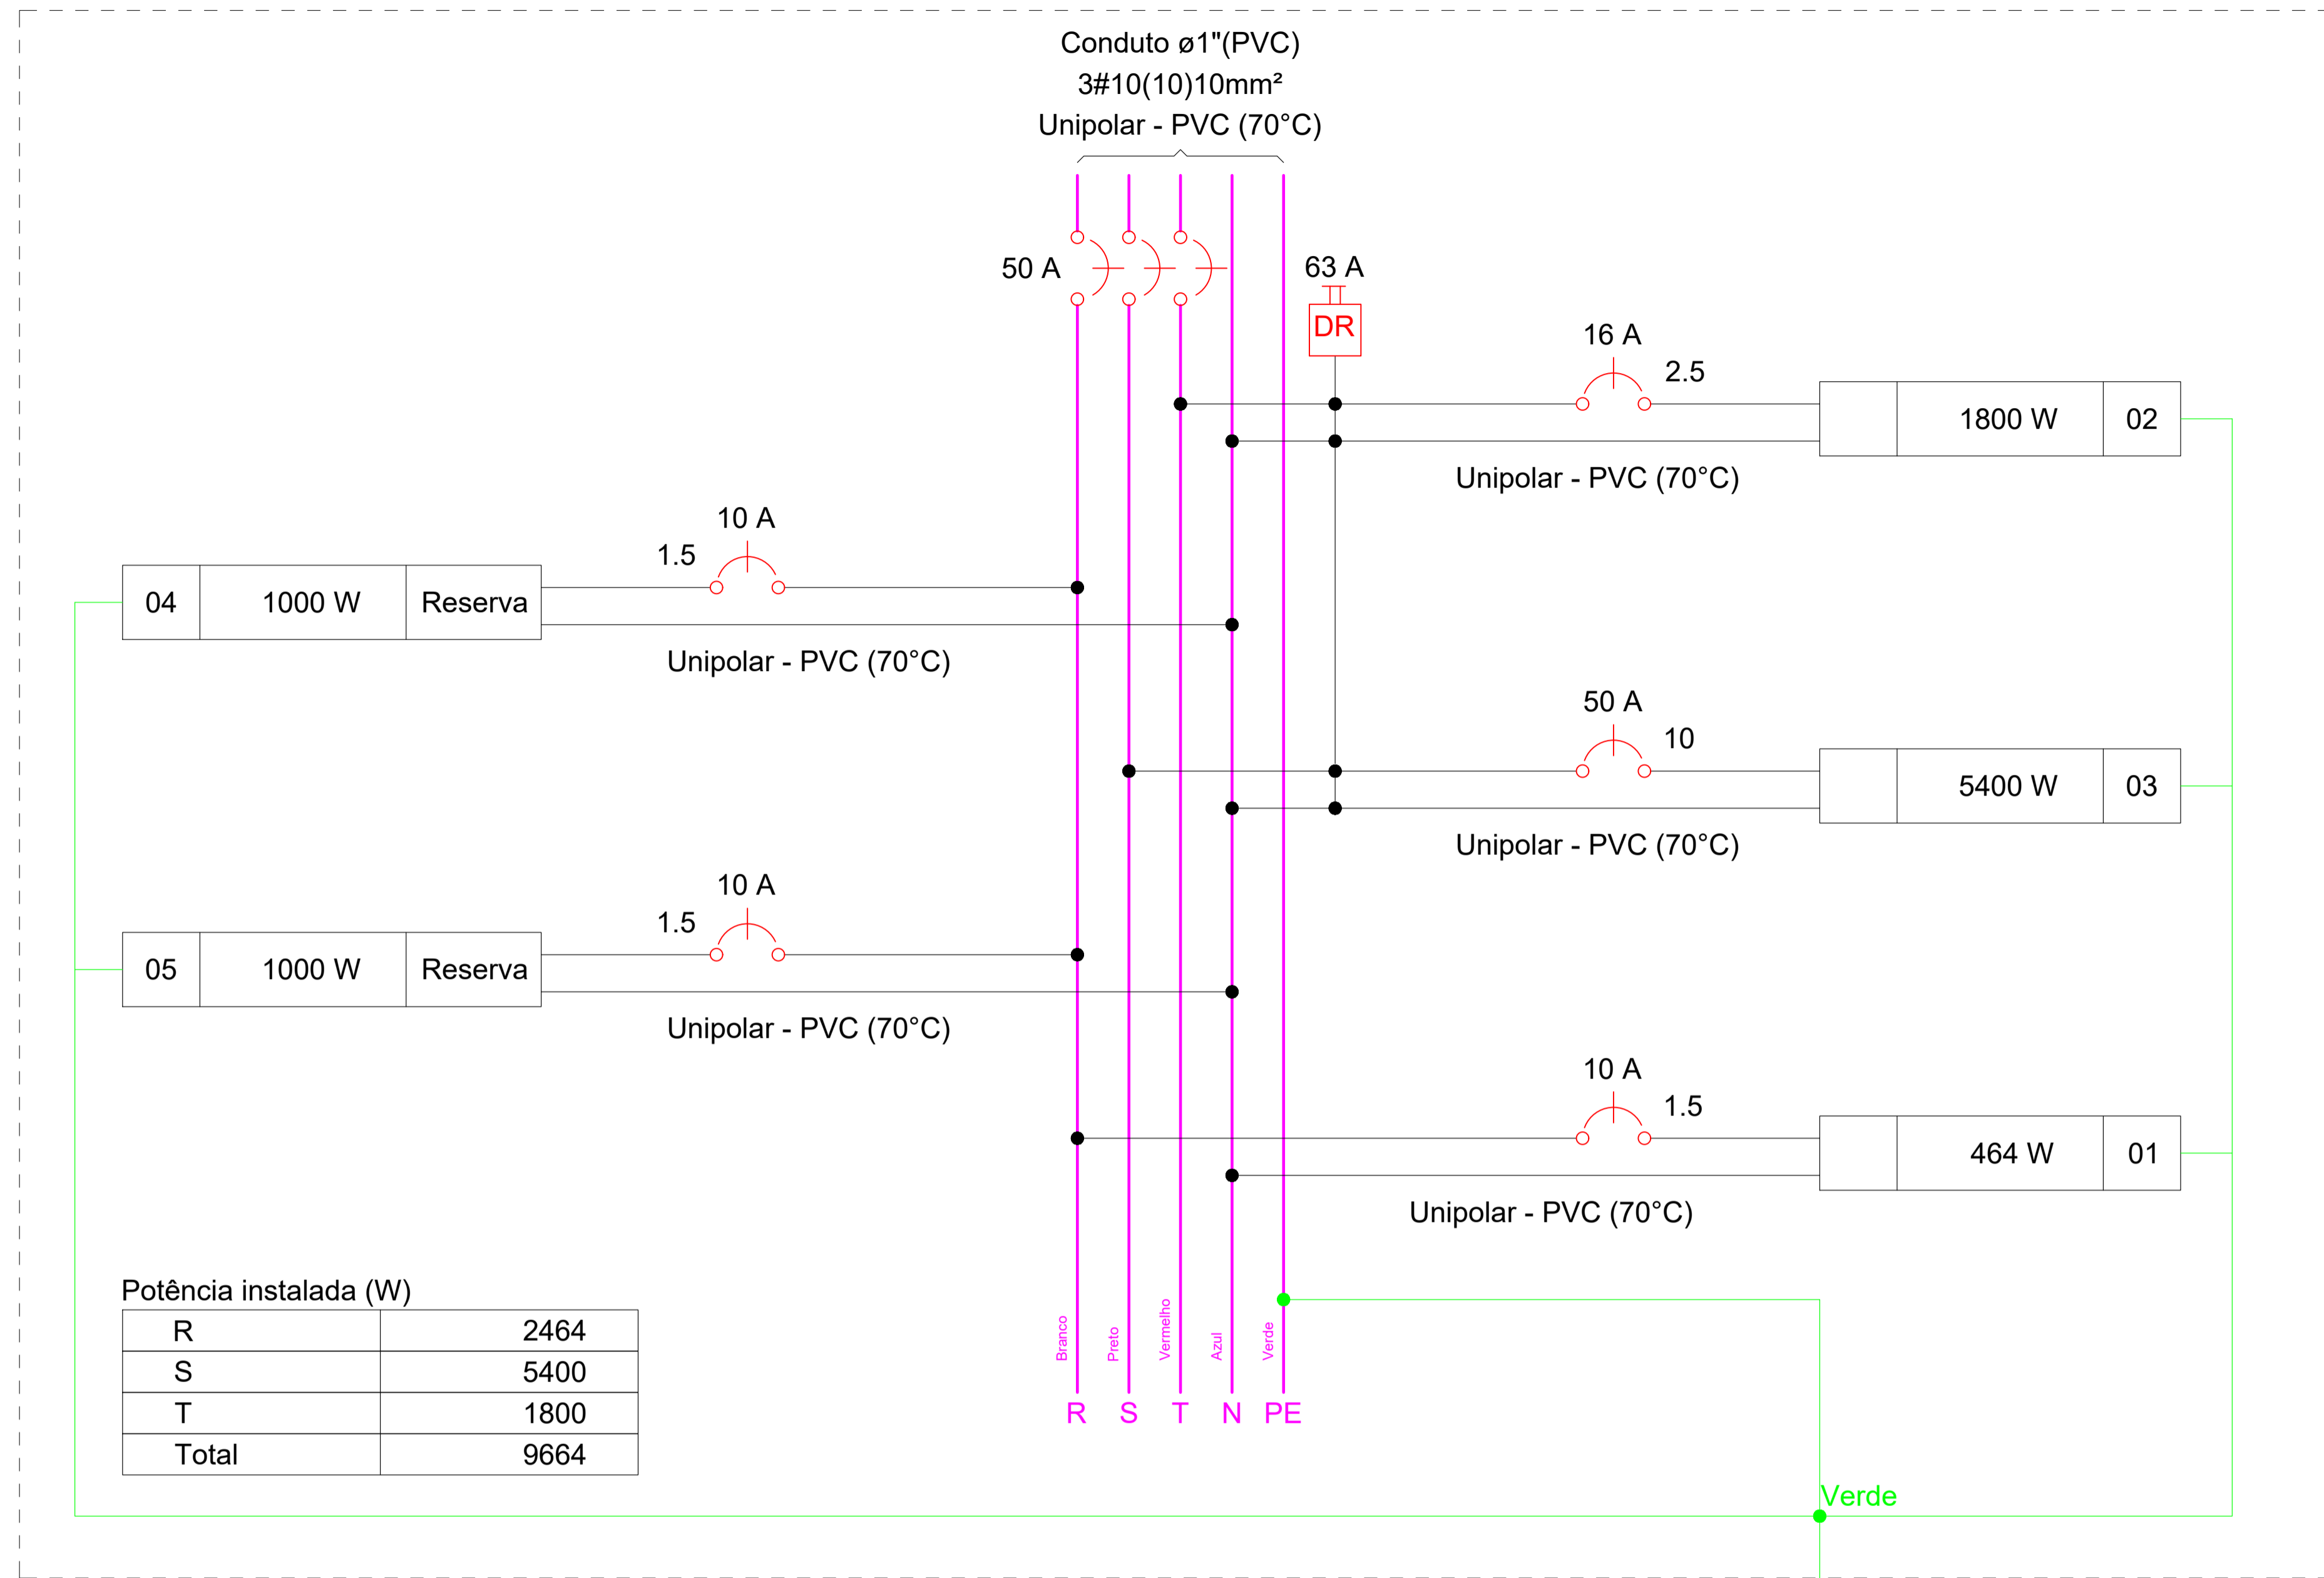 Conduto ø1"(PVC)
3#10(10)10mm²
Unipolar - PVC (70°C)
50 A
63 A
DR
16 A
2.5
1800 W
02
Unipolar - PVC (70°C)
10 A
1.5
04
1000 W
Reserva
Unipolar - PVC (70°C)
50 A
10
5400 W
03
Unipolar - PVC (70°C)
10 A
1.5
05
1000 W
Reserva
Unipolar - PVC (70°C)
10 A
1.5
464 W
01
Unipolar - PVC (70°C)
Potência instalada (W)
R 2464
S 5400
T 1800
Total 9664
Branco
Preto
Vermelho
Azul
Verde
R S T N PE
Verde